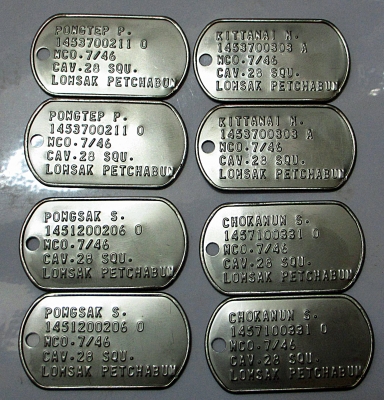 PONGTEP P.
1453700211 O
NCO.7/46
CAV.28 SQU.
LOMSAK PETCHABUN
KITTANAI N.
1453700303 A
NCO.7/46
CAV.28 SQU.
LOMSAK PETCHABUN
PONGTEP P.
1453700211 O
NCO.7/46
CAV.28 SQU.
LOMSAK PETCHABUN
KITTANAI N.
1453700303 A
NCO.7/46
CAV.28 SQU.
LOMSAK PETCHABUN
PONGSAK S.
1451200206 O
NCO.7/46
CAV.28 SQU.
LOMSAK PETCHABUN
CHOKANUN S.
1457100331 O
NCO.7/46
CAV.28 SQU.
LOMSAK PETCHABUN
PONGSAK S.
1451200206 O
NCO.7/46
CAV.28 SQU.
LOMSAK PETCHABUN
CHOKANUN S.
1457100331 O
NCO.7/46
CAV.28 SQU.
LOMSAK PETCHABUN